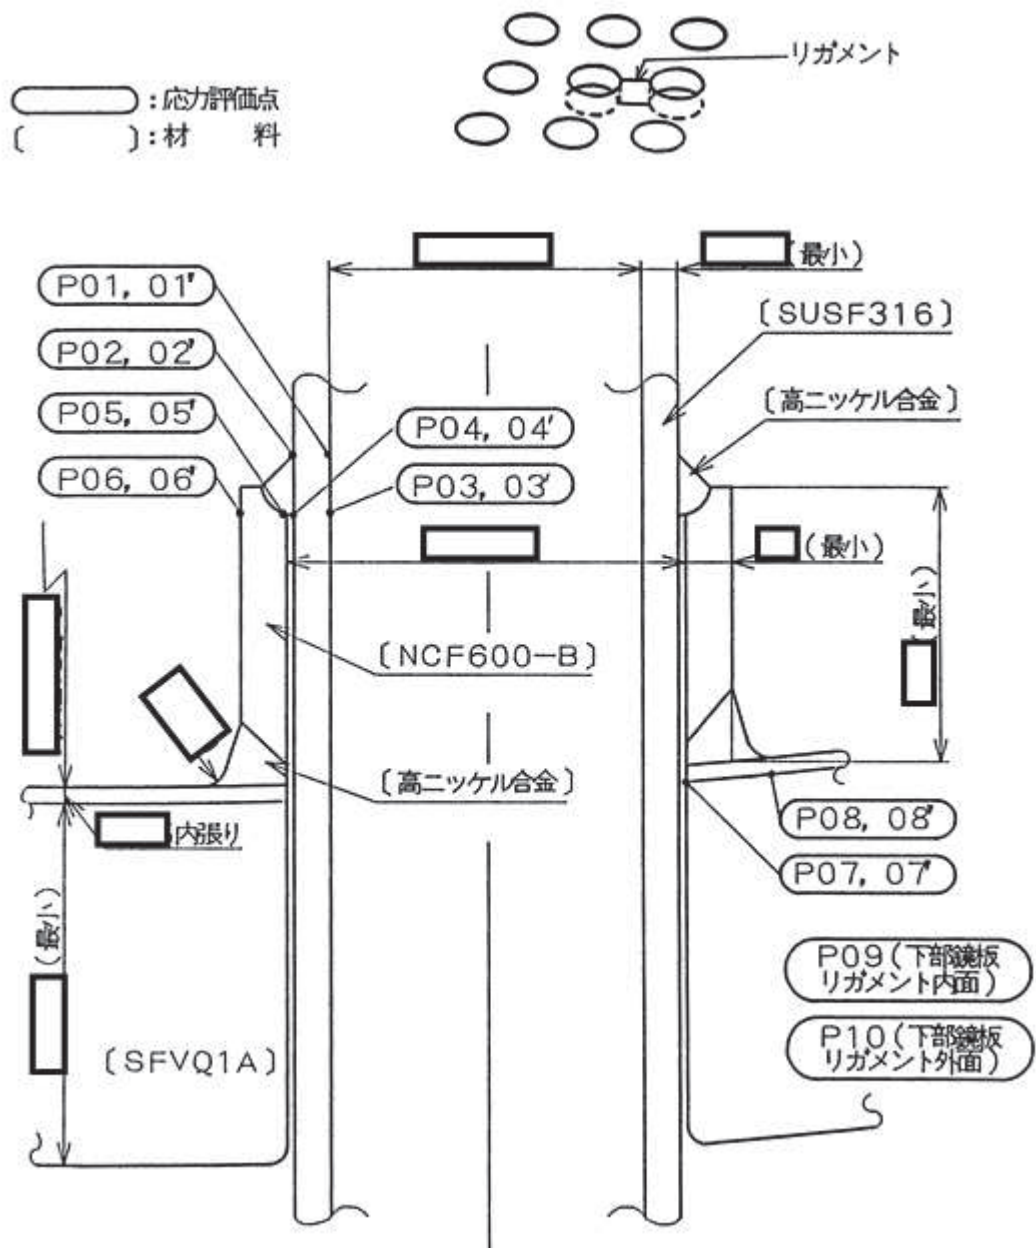 リガメント
：応力評価点
〔　　　〕：材　　料
(最小)
P01, 01'
〔SUSF316〕
P02, 02'
〔高ニッケル合金〕
P05, 05'
P04, 04'
P06, 06'
P03, 03'
(最小)
(最小)
〔NCF600-B〕
〔高ニッケル合金〕
P08, 08'
内張り
P07, 07'
(最小)
P09(下部鏡板
リガメント内面)
P10(下部鏡板
リガメント外面)
〔SFVQ1A〕